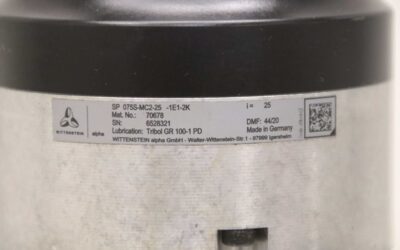 SP 075S-MC2-25 -1E1-2K i = 25
Mat. No.: 70678
SN: 6528321 DMF: 44/20
Lubrication: Tribol GR 100-1 PD Made in Germany
WITTENSTEIN alpha WITTENSTEIN alpha GmbH - Walter-Wittenstein-Str.1 - 97999 Igersheim